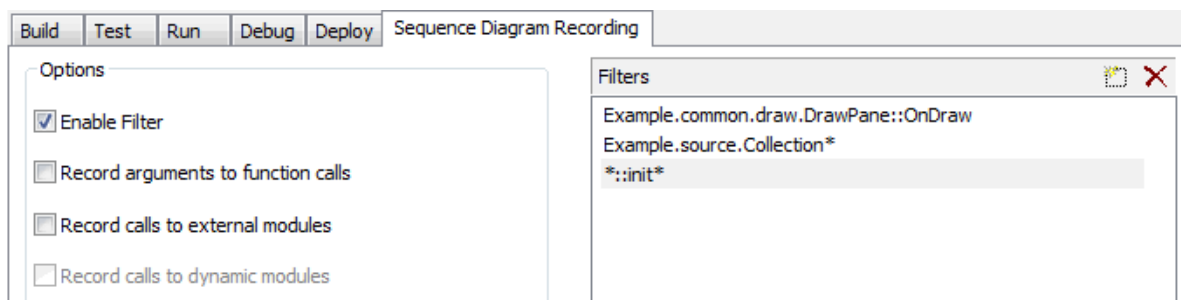 Build Test Run Debug Deploy Sequence Diagram Recording
Options
Enable Filter
Record arguments to function calls
Record calls to external modules
Record calls to dynamic modules
Filters
Example.common.draw.DrawPane::OnDraw
Example.source.Collection*
*::init*